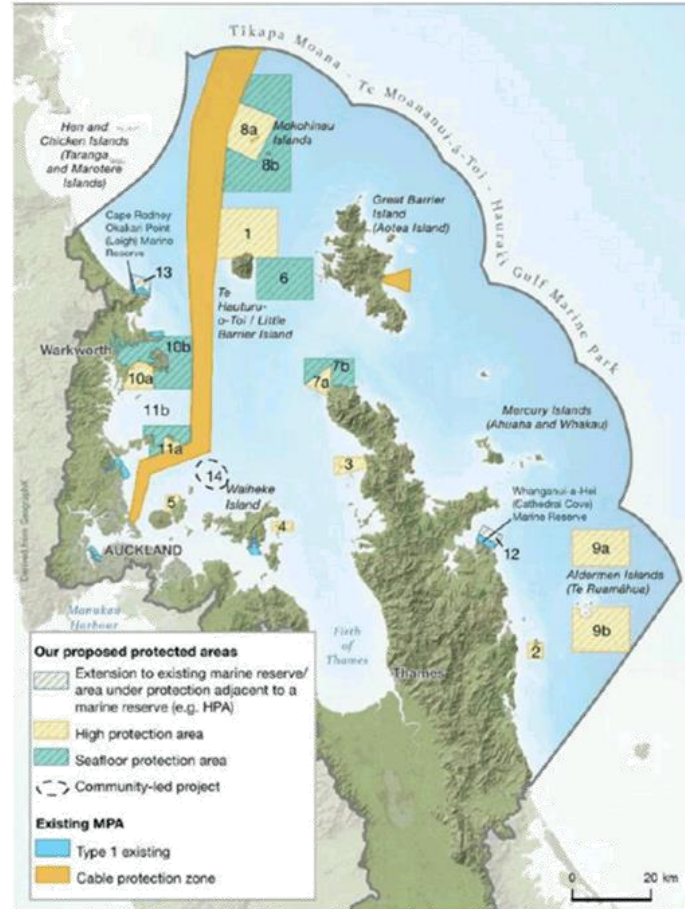 Tīkapa Moana - Te Moananui-ā-Toi - Hauraki Gulf Marine Park
Hen and
Chicken Islands
(Taranga
and Marotere
Islands)
8a
Mokohinau
Islands
8b
Cape Rodney
Okakari Point
(Leigh) Marine
Reserve
13
Great Barrier
Island
(Aotea Island)
1
6
Te
Hauturu-
o-Toi / Little
Barrier Island
Warkworth
10b
10a
11b
11a
7b
7a
Mercury Islands
(Ahuaha and Whakau)
3
14
Waiheke
Island
5
4
Whanganui-a-Hei
(Cathedral Cove)
Marine Reserve
12
9a
Aldermen Islands
(Te Ruamāhua)
9b
2
AUCKLAND
Manukau
Harbour
Firth
of
Thames
Thames
Our proposed protected areas
Extension to existing marine reserve/
area under protection adjacent to a
marine reserve (e.g. HPA)
High protection area
Seafloor protection area
Community-led project
Existing MPA
Type 1 existing
Cable protection zone
0 20 km